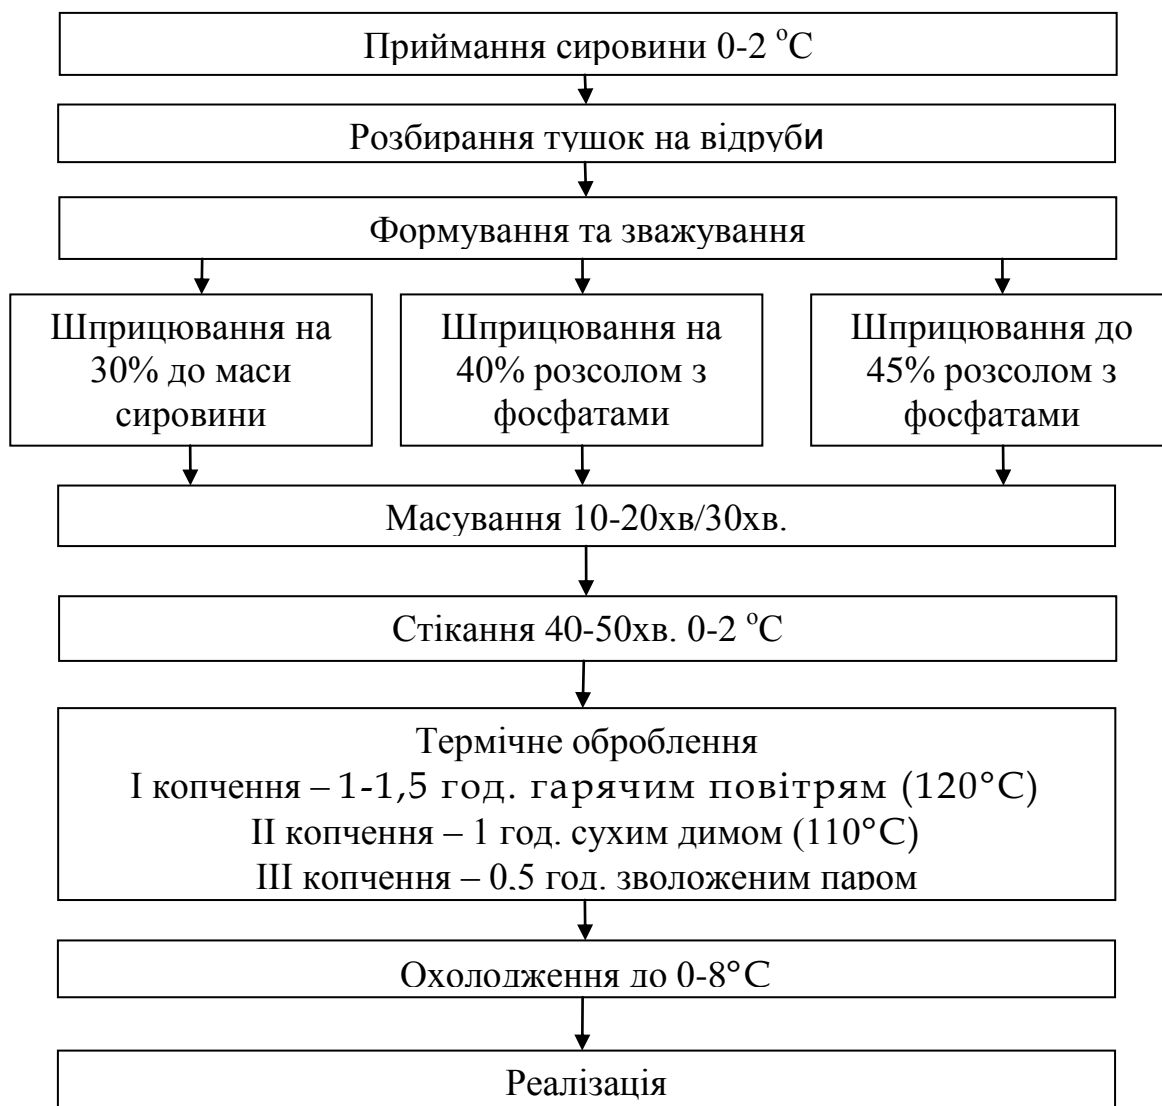 Приймання сировини 0-2 °С
Розбирання тушок на відруби
Формування та зважування
Шприцювання на
30% до маси
сировини
Шприцювання на
40% розсолом з
фосфатами
Шприцювання до
45% розсолом з
фосфатами
Масування 10-20хв/30хв.
Стікання 40-50хв. 0-2 °С
Термічне оброблення
І копчення – 1-1,5 год. гарячим повітрям (120°С)
ІІ копчення – 1 год. сухим димом (110°С)
ІІІ копчення – 0,5 год. зволоженим паром
Охолодження до 0-8°С
Реалізація